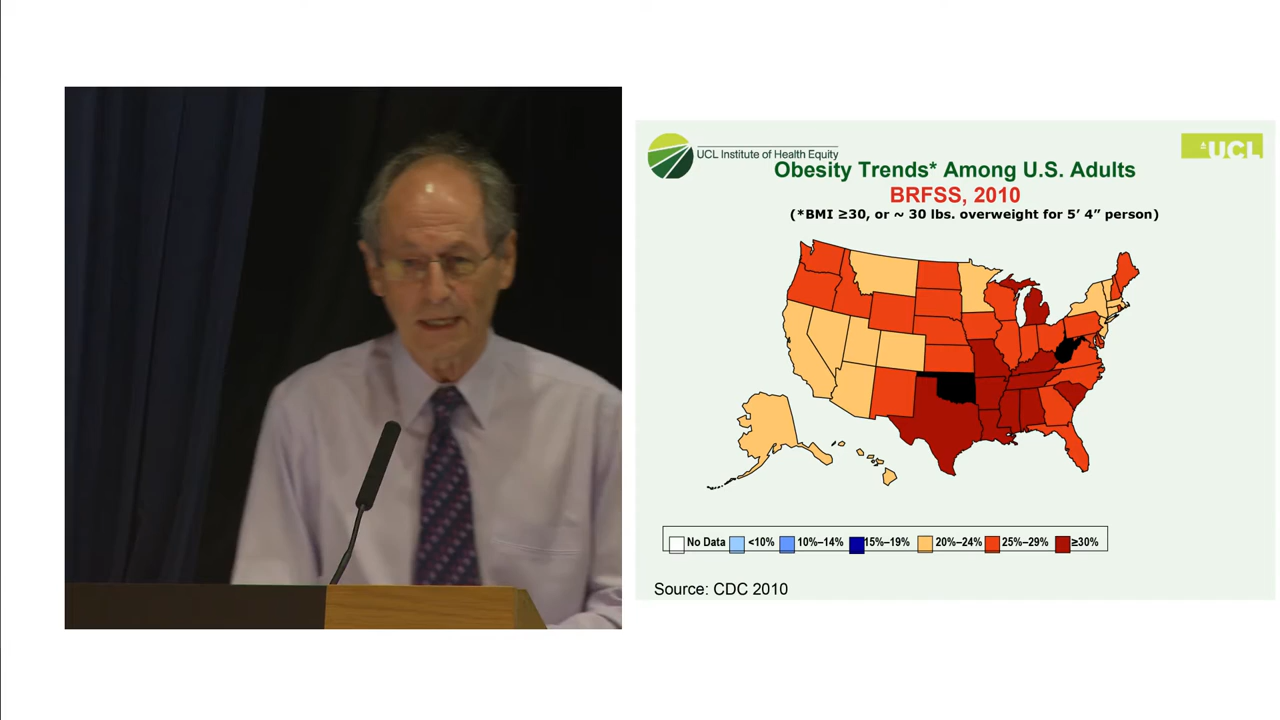 UCL Institute of Health Equity
UCL
Obesity Trends* Among U.S. Adults
BRFSS, 2010
(*BMI ≥30, or ~ 30 lbs. overweight for 5’ 4” person)
No Data <10% 10%–14% 15%–19% 20%–24% 25%–29% ≥30%
Source: CDC 2010